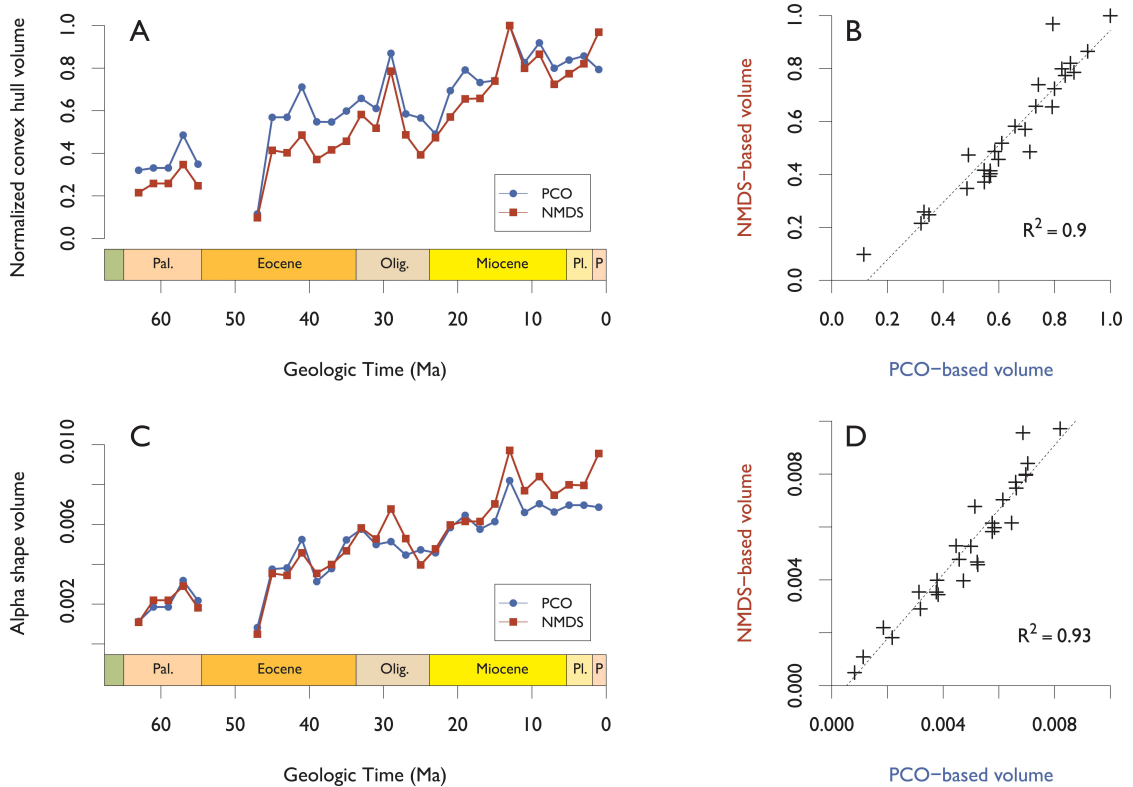 A
Normalized convex hull volume
1.0
0.8
0.6
0.4
0.2
0.0
PCO
NMDS
Pal.
Eocene
Olig.
Miocene
Pl.
P
60 50 40 30 20 10 0
Geologic Time (Ma)
B
NMDS−based volume
1.0
0.8
0.6
0.4
0.2
0.0
R² = 0.9
0.0 0.2 0.4 0.6 0.8 1.0
PCO−based volume
C
Alpha shape volume
0.010
0.006
0.002
PCO
NMDS
Pal.
Eocene
Olig.
Miocene
Pl.
P
60 50 40 30 20 10 0
Geologic Time (Ma)
D
NMDS−based volume
0.008
0.004
0.000
R² = 0.93
0.000 0.004 0.008
PCO−based volume